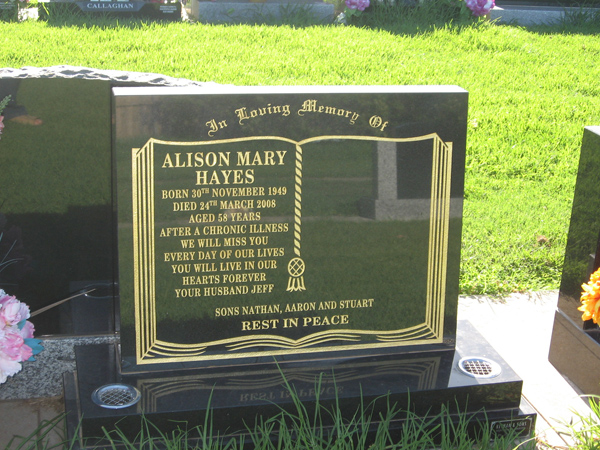 CALLAGHAN
In Loving Memory Of
ALISON MARY
HAYES
BORN 30TH NOVEMBER 1949
DIED 24TH MARCH 2008
AGED 58 YEARS
AFTER A CHRONIC ILLNESS
WE WILL MISS YOU
EVERY DAY OF OUR LIVES
YOU WILL LIVE IN OUR
HEARTS FOREVER
YOUR HUSBAND JEFF
SONS NATHAN, AARON AND STUART
REST IN PEACE